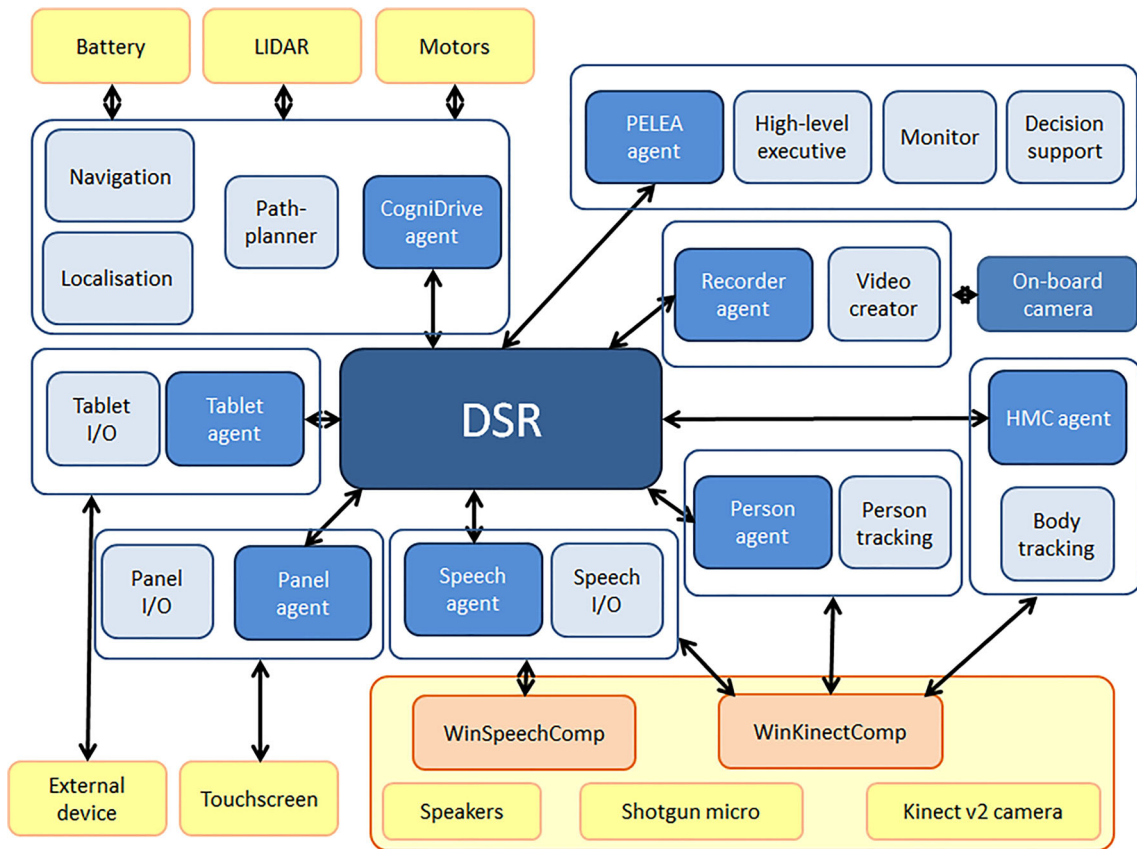 Battery
LIDAR
Motors
PELEA
agent
High-level
executive
Monitor
Decision
support
Navigation
Path-
planner
CogniDrive
agent
Localisation
Recorder
agent
Video
creator
On-board
camera
Tablet
I/O
Tablet
agent
DSR
HMC agent
Person
agent
Person
tracking
Body
tracking
Panel
I/O
Panel
agent
Speech
agent
Speech
I/O
WinSpeechComp
WinKinectComp
External
device
Touchscreen
Speakers
Shotgun micro
Kinect v2 camera